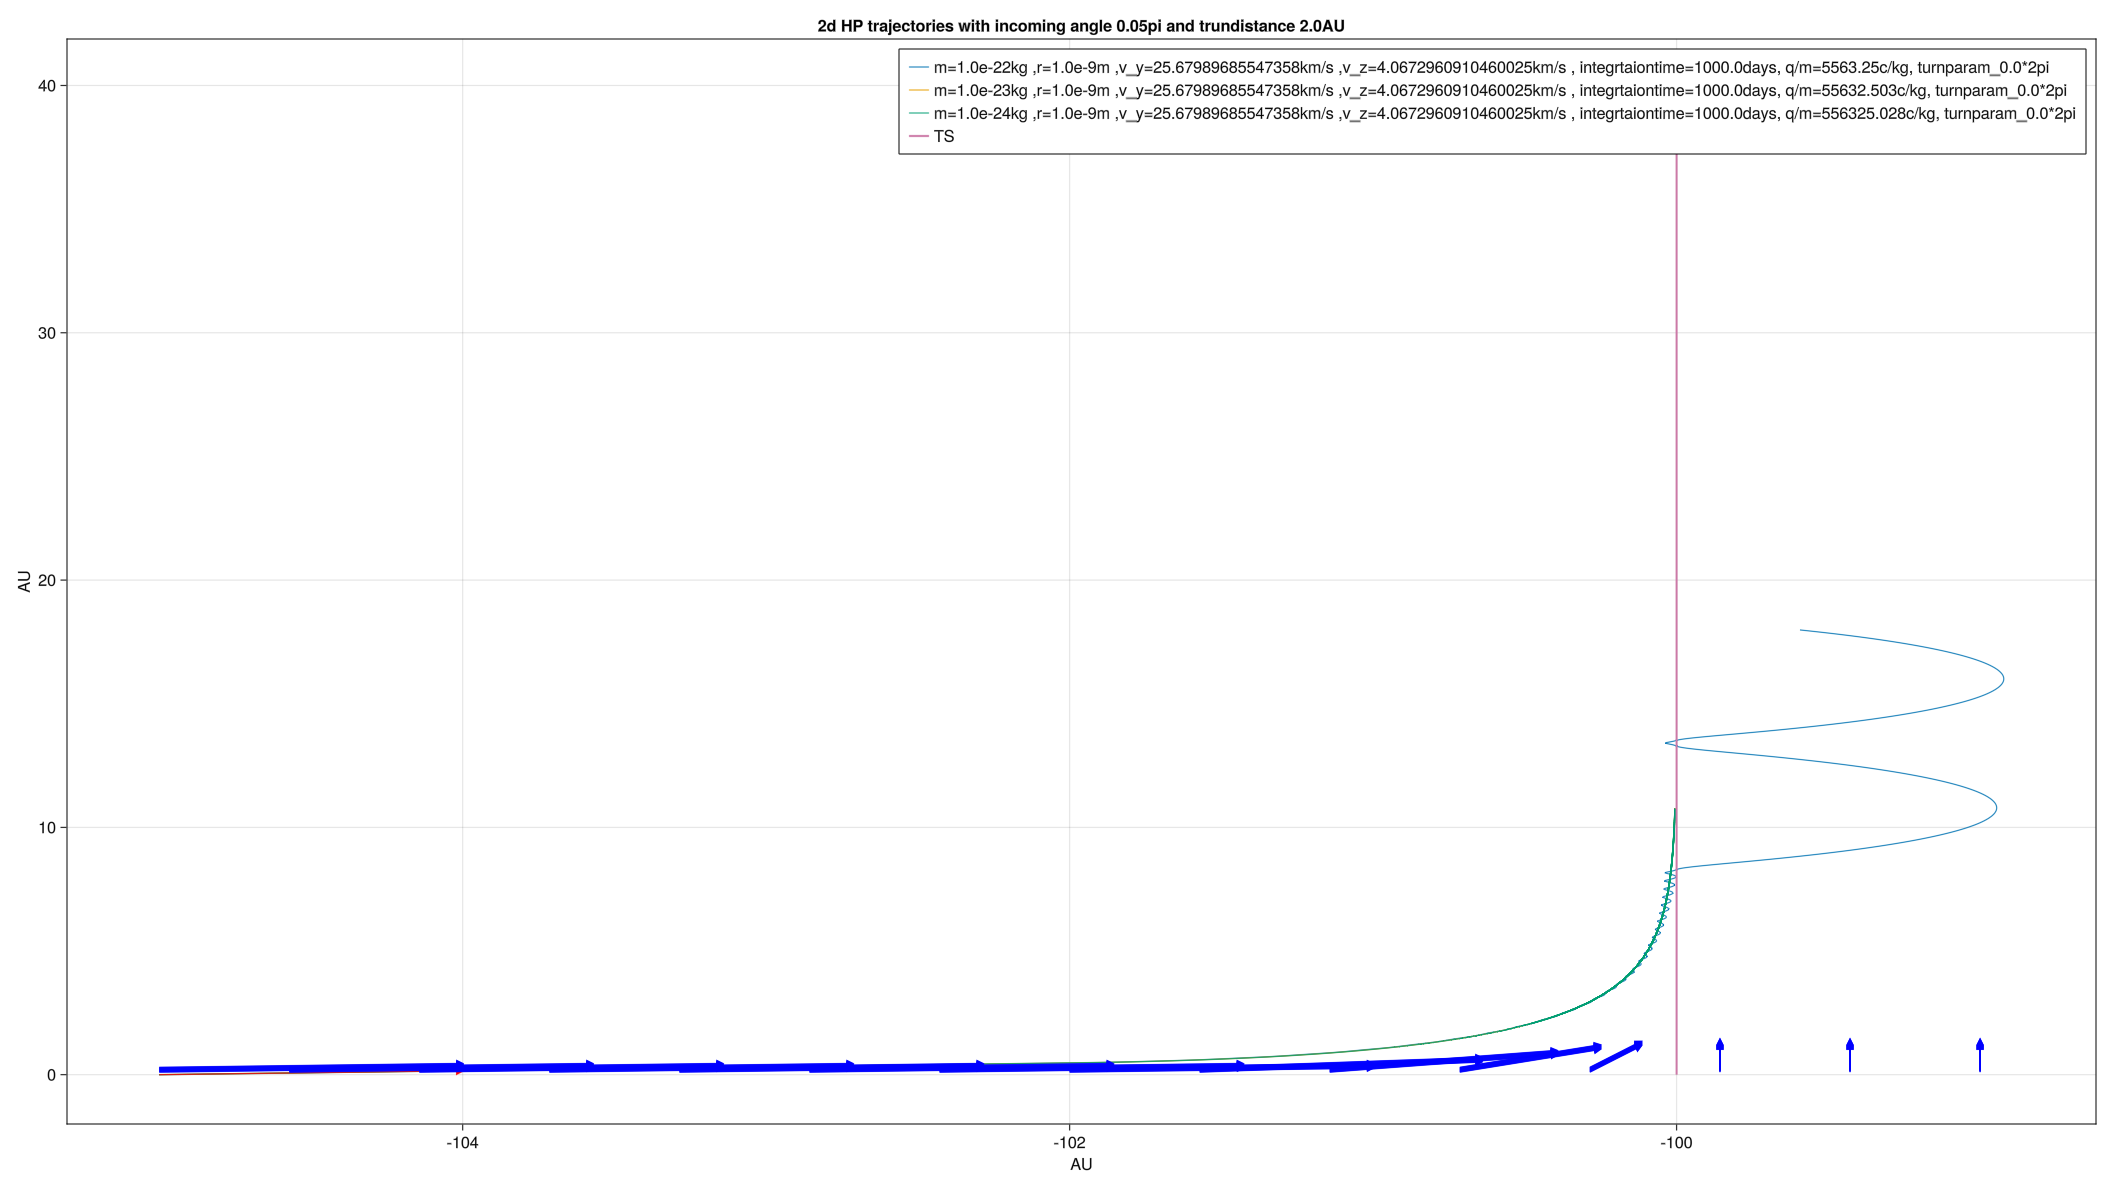 2d HP trajectories with incoming angle 0.05pi and trundistance 2.0AU
m=1.0e-22kg ,r=1.0e-9m ,v_y=25.67989685547358km/s ,v_z=4.0672960910460025km/s , integrtaiontime=1000.0days, q/m=5563.25c/kg, turnparam_0.0*2pi
m=1.0e-23kg ,r=1.0e-9m ,v_y=25.67989685547358km/s ,v_z=4.0672960910460025km/s , integrtaiontime=1000.0days, q/m=55632.503c/kg, turnparam_0.0*2pi
m=1.0e-24kg ,r=1.0e-9m ,v_y=25.67989685547358km/s ,v_z=4.0672960910460025km/s , integrtaiontime=1000.0days, q/m=556325.028c/kg, turnparam_0.0*2pi
TS
40
30
20
10
0
AU
-104
-102
-100
AU